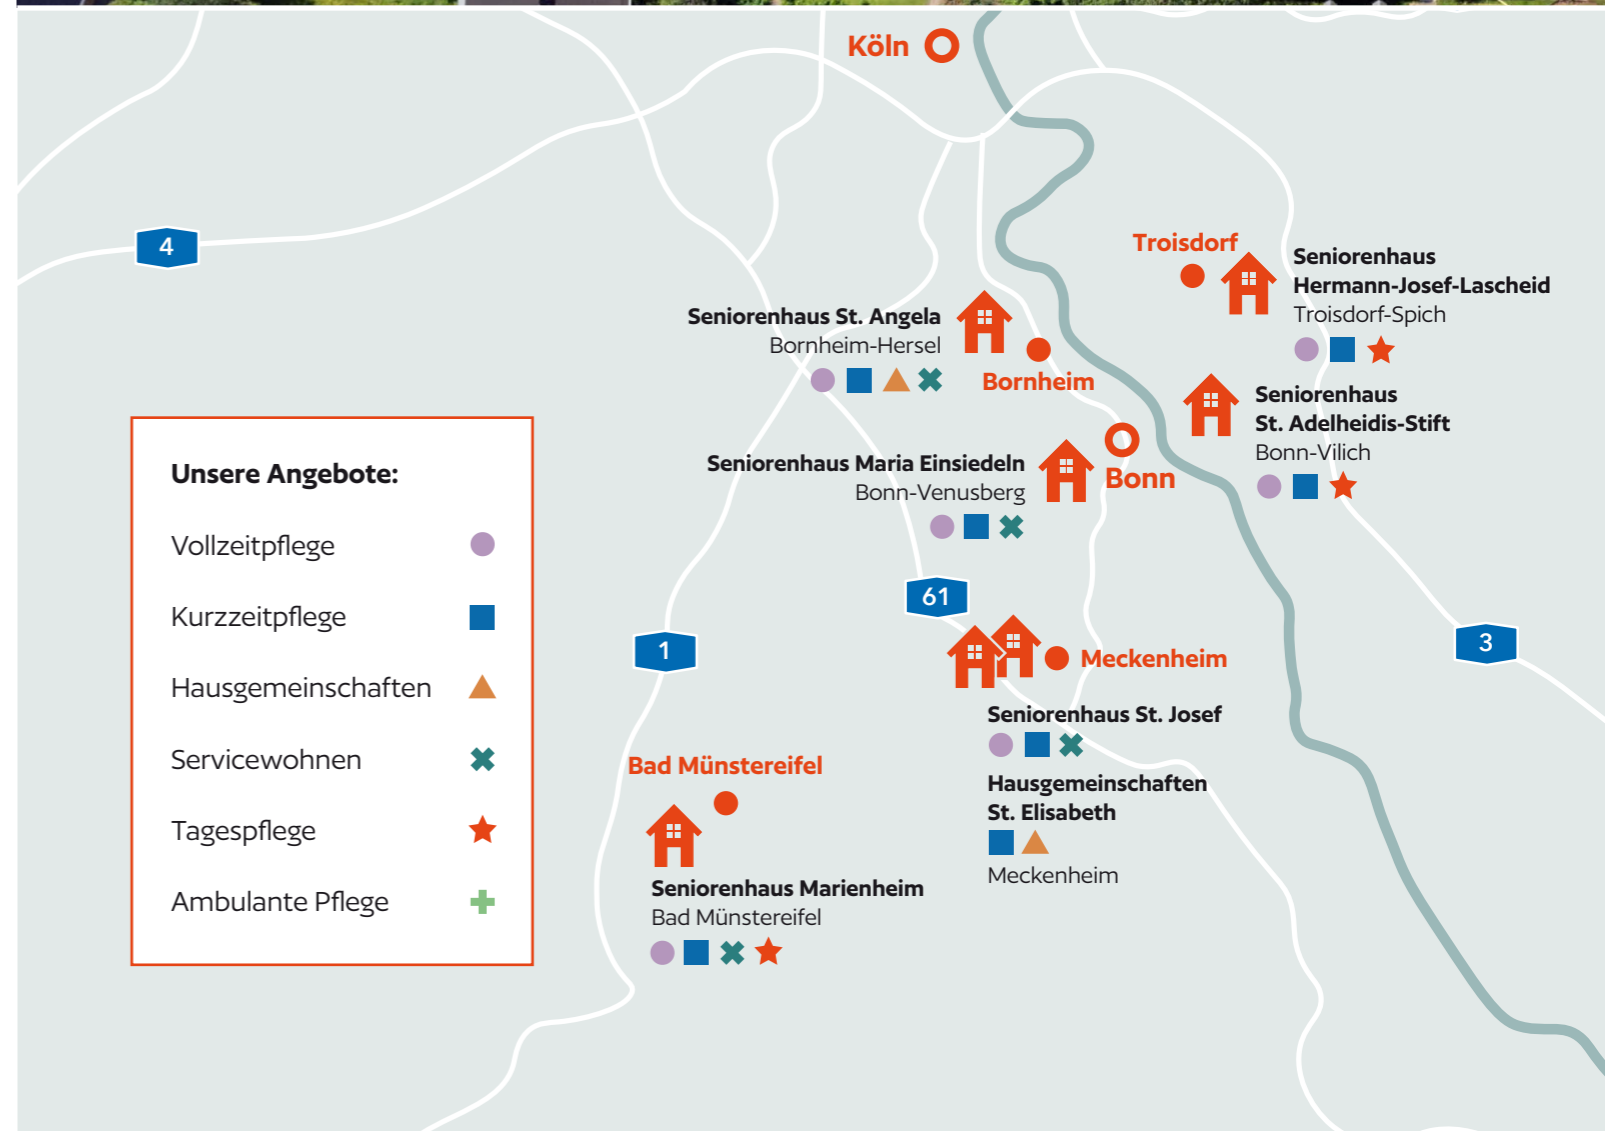 Köln
4
Troisdorf
Seniorenhaus
Hermann-Josef-Lascheid
Troisdorf-Spich
Seniorenhaus St. Angela
Bornheim-Hersel
Bornheim
Seniorenhaus
St. Adelheidis-Stift
Bonn-Vilich
Seniorenhaus Maria Einsiedeln
Bonn-Venusberg
Bonn
Unsere Angebote:
Vollzeitpflege
Kurzzeitpflege
Hausgemeinschaften
Servicewohnen
Tagespflege
Ambulante Pflege
61
1
3
Meckenheim
Seniorenhaus St. Josef
Hausgemeinschaften
St. Elisabeth
Meckenheim
Bad Münstereifel
Seniorenhaus Marienheim
Bad Münstereifel